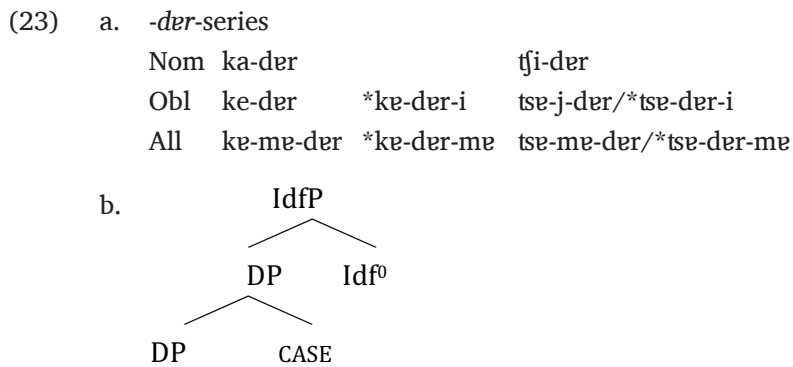 (23) a. -dɐr-series
Nom ka-dɐr tʃi-dɐr
Obl ke-dɐr *kɐ-dɐr-i tsɐ-j-dɐr/*tsɐ-dɐr-i
All kɐ-mɐ-dɐr *kɐ-dɐr-mɐ tsɐ-mɐ-dɐr/*tsɐ-dɐr-mɐ
b. IdfP
DP Idf⁰
DP CASE